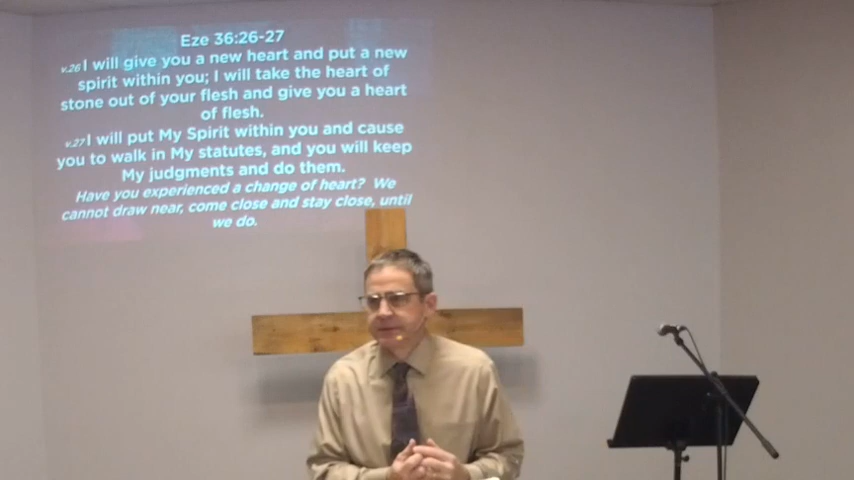 Eze 36:26-27
v.26 I will give you a new heart and put a new
spirit within you; I will take the heart of
stone out of your flesh and give you a heart
of flesh.
v.27 I will put My Spirit within you and cause
you to walk in My statutes, and you will keep
My judgments and do them.
Have you experienced a change of heart? We
cannot draw near, come close and stay close, until
we do.